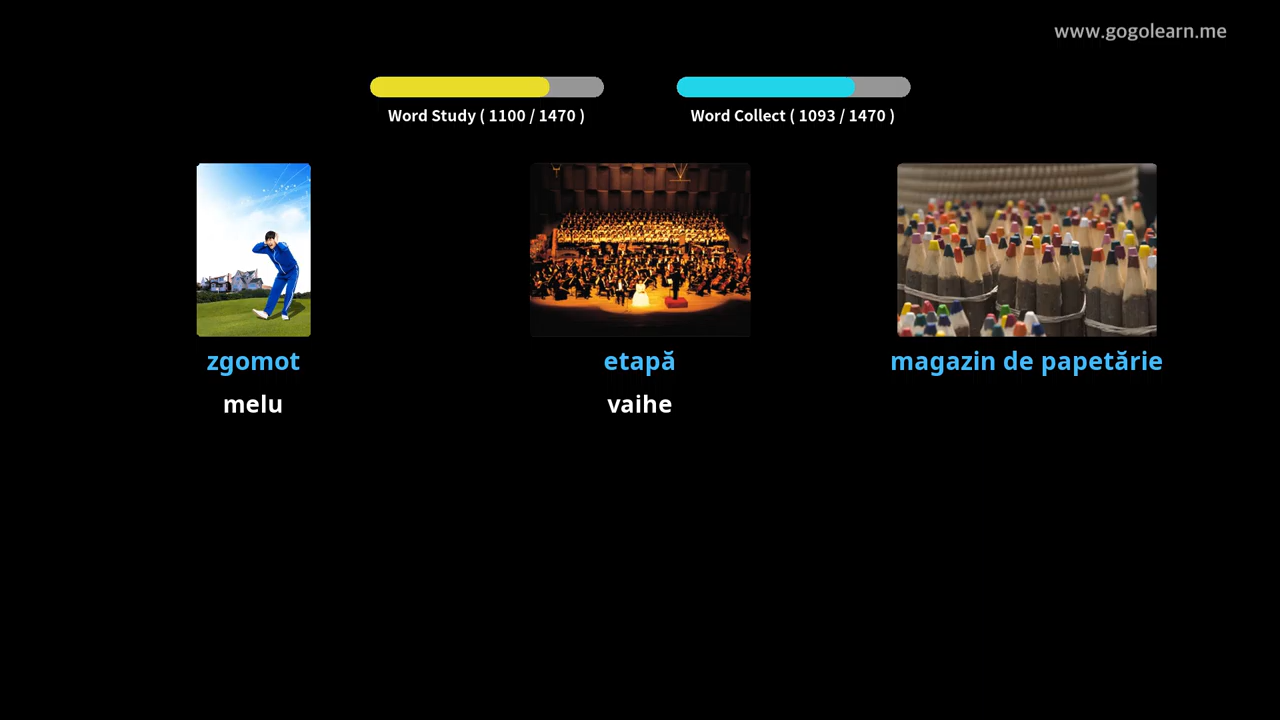 www.gogolearn.me
Word Study ( 1100 / 1470 )
Word Collect ( 1093 / 1470 )
zgomot
etapă
magazin de papetărie
melu
vaihe